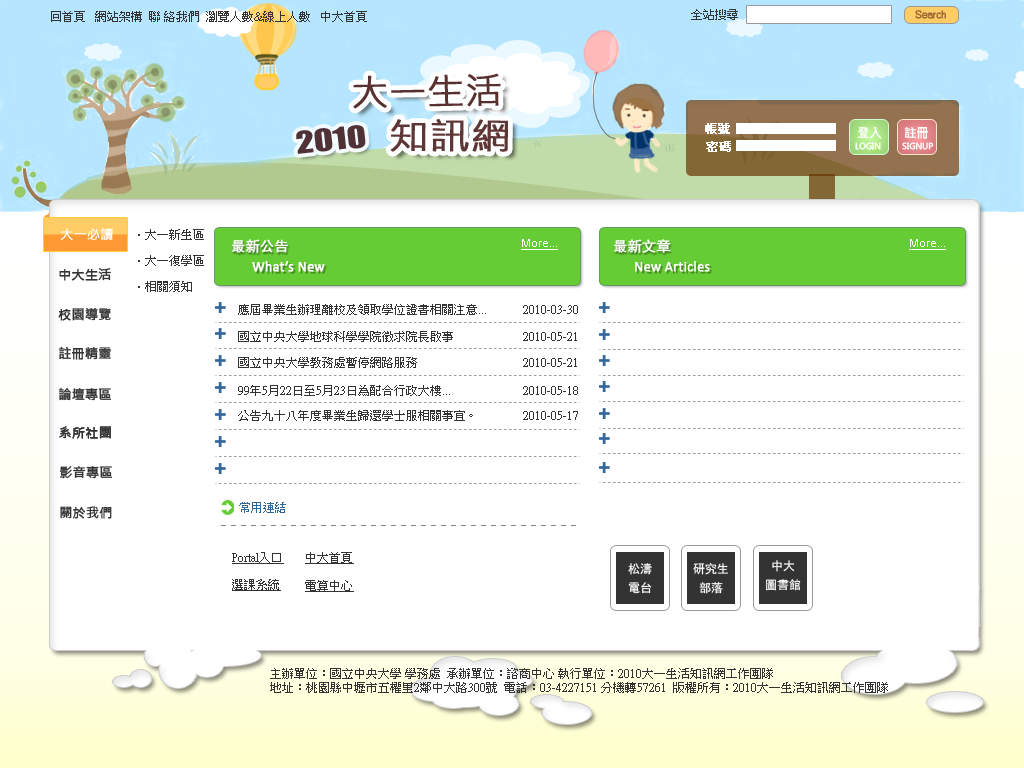 回首頁 網站架構 聯 絡我們 瀏覽人數&線上人數 中大首頁
全站搜尋 Search
大一生活
2010 知訊網
帳號
密碼
登入
LOGIN
註冊
SIGNUP
大一必讀
中大生活
校園導覽
註冊精靈
論壇專區
系所社團
影音專區
關於我們
·大一新生區
·大一復學區
·相關須知
最新公告 More...
What's New
應屆畢業生辦理離校及領取學位證書相關注意... 2010-03-30
國立中央大學地球科學學院徵求院長啟事 2010-05-21
國立中央大學教務處暫停網路服務 2010-05-21
99年5月22日至5月23日為配合行政大樓... 2010-05-18
公告九十八年度畢業生歸還學士服相關事宜。 2010-05-17
最新文章 More...
New Articles
常用連結
Portal入口 中大首頁
選課系統 電算中心
松濤
電台
研究生
部落
中大
圖書館
主辦單位：國立中央大學 學務處 承辦單位：諮商中心 執行單位：2010大一生活知訊網工作團隊
地址：桃園縣中壢市五權里2鄰中大路300號 電話：03-4227151 分機轉57261 版權所有：2010大一生活知訊網工作團隊